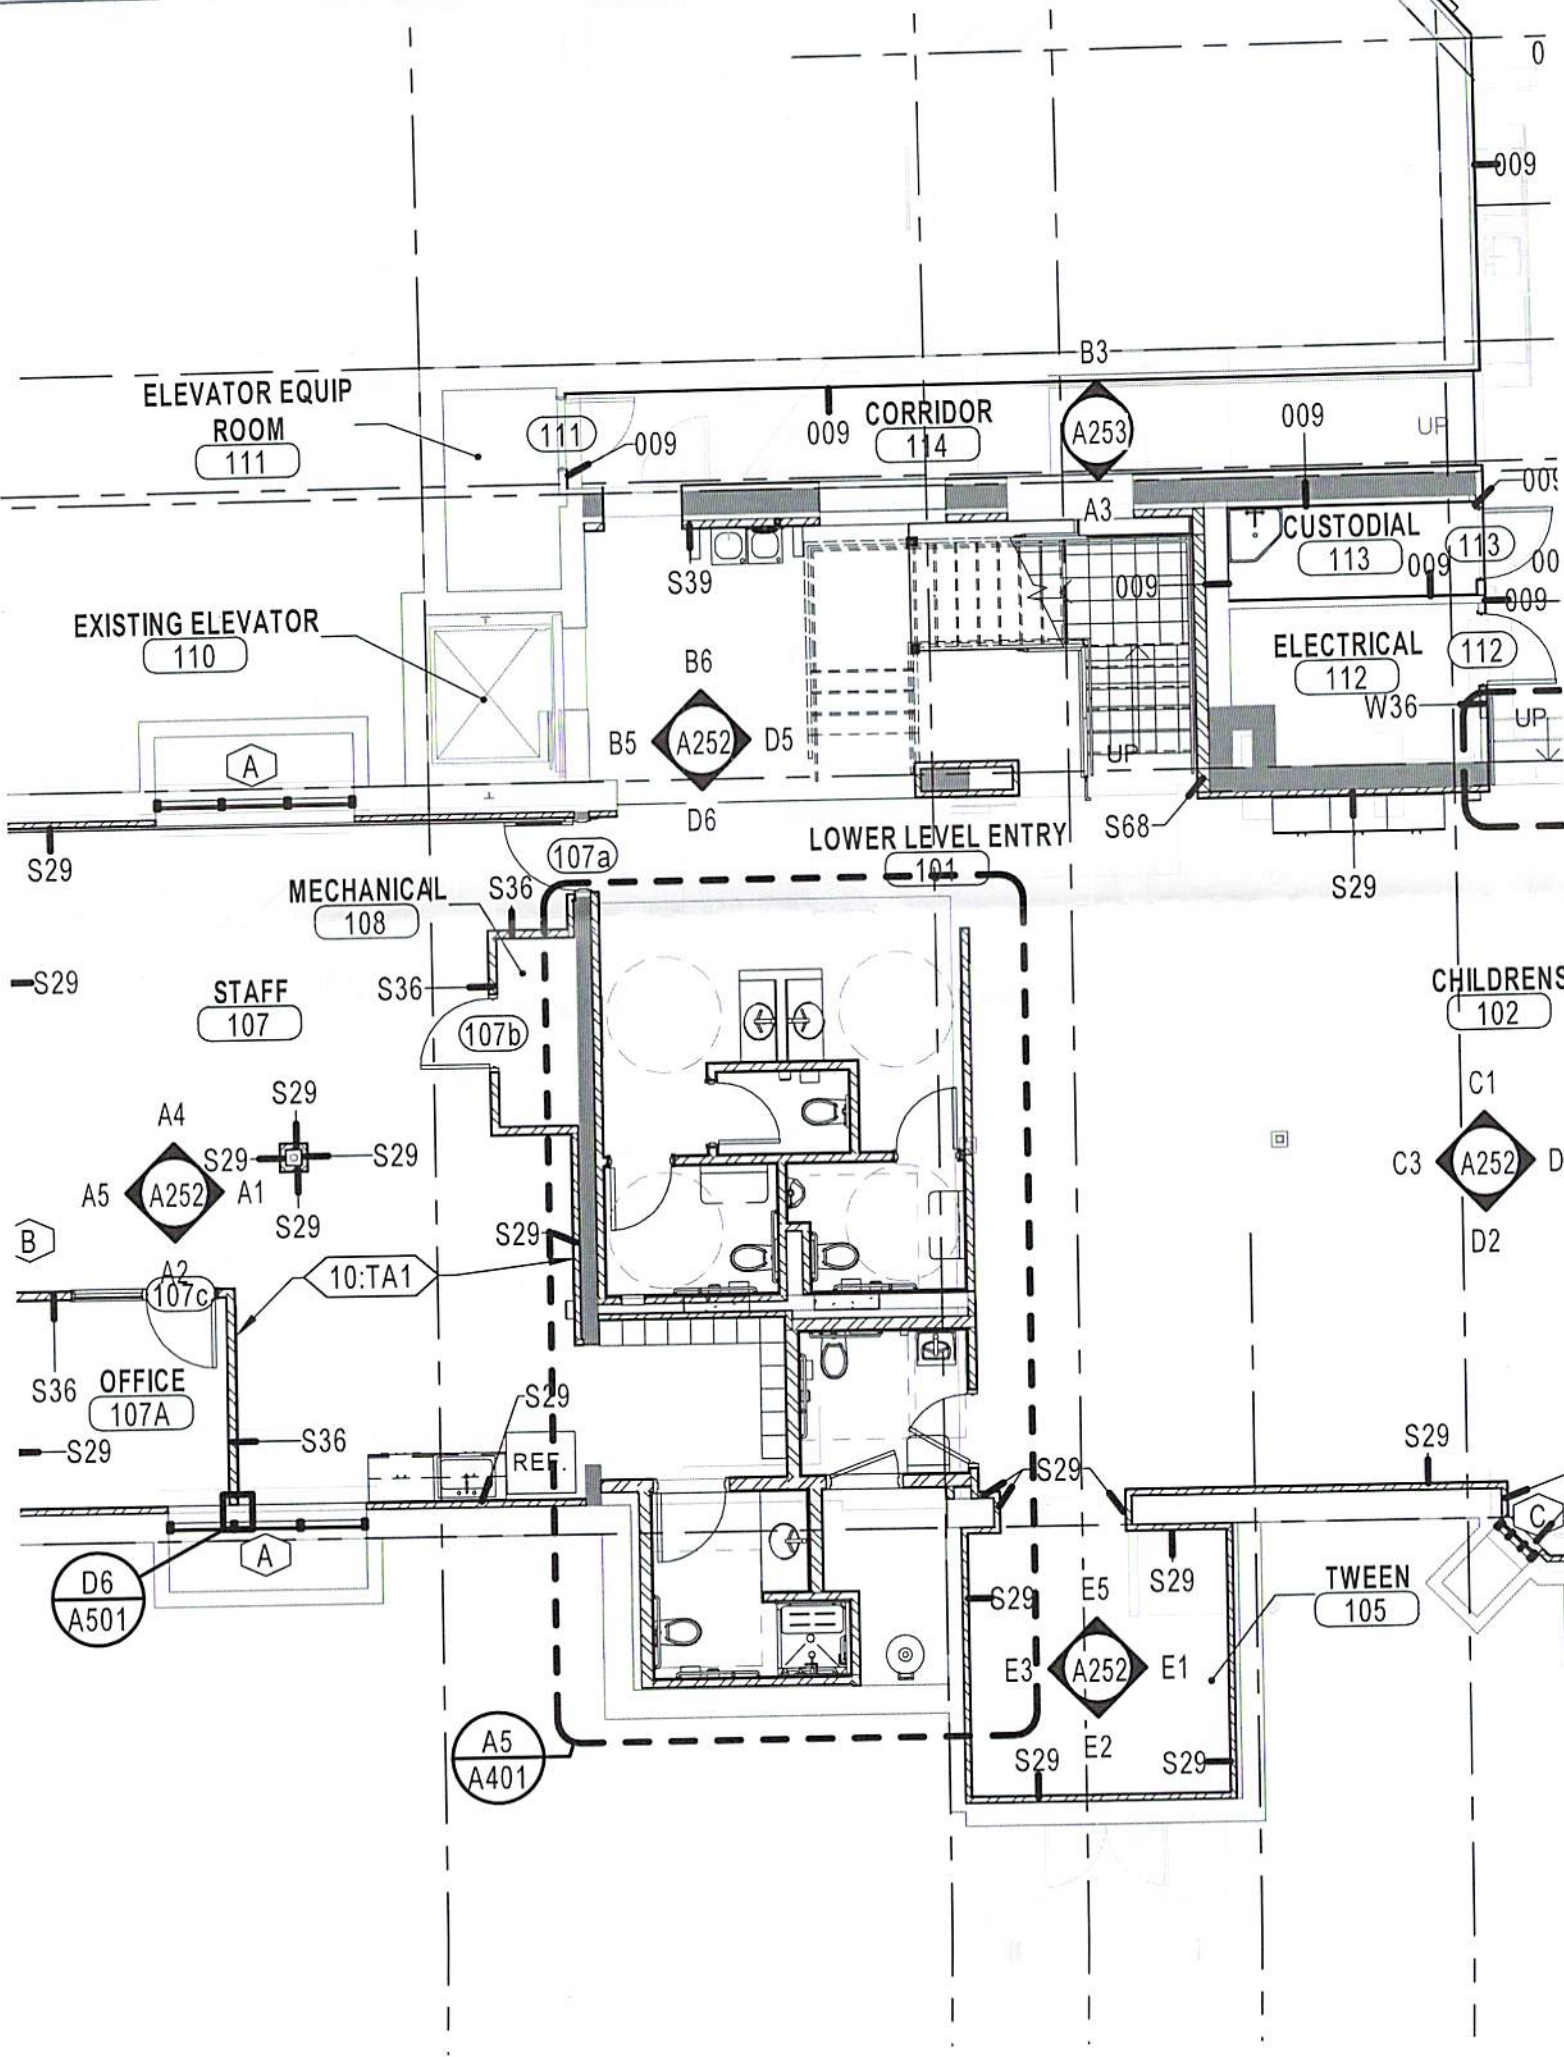 0
009
B3
ELEVATOR EQUIP
ROOM
111
111
009
009
CORRIDOR
114
A253
009
UP
A3
S39
CUSTODIAL
113
113
009
009
009
EXISTING ELEVATOR
110
B6
B5
A252
D5
D6
ELECTRICAL
112
112
W36
UP
UP
A
S29
107a
LOWER LEVEL ENTRY
101
S68
S29
MECHANICAL
108
S36
S29
S36
STAFF
107
107b
CHILDRENS
102
C1
C3
A252
D
D2
A4
S29
S29
S29
A5
A252
A1
S29
A2
B
107c
10:TA1
S29
S36
OFFICE
107A
S29
S36
S29
REF.
S29
S29
A
C
D6
A501
S29
S29
TWEEN
105
E5
E3
A252
E1
E2
S29
S29
A5
A401